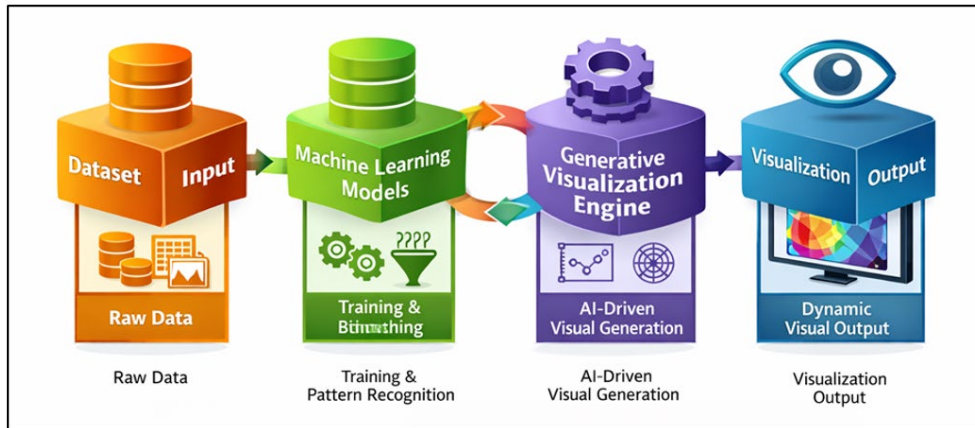 Dataset Input
Machine Learning
Models
Generative
Visualization
Engine
Visualization Output
????
Raw Data
Training &
AI-Driven
Visual Generation
Dynamic
Visual Output
Raw Data
Training &
Pattern Recognition
AI-Driven
Visual Generation
Visualization
Output